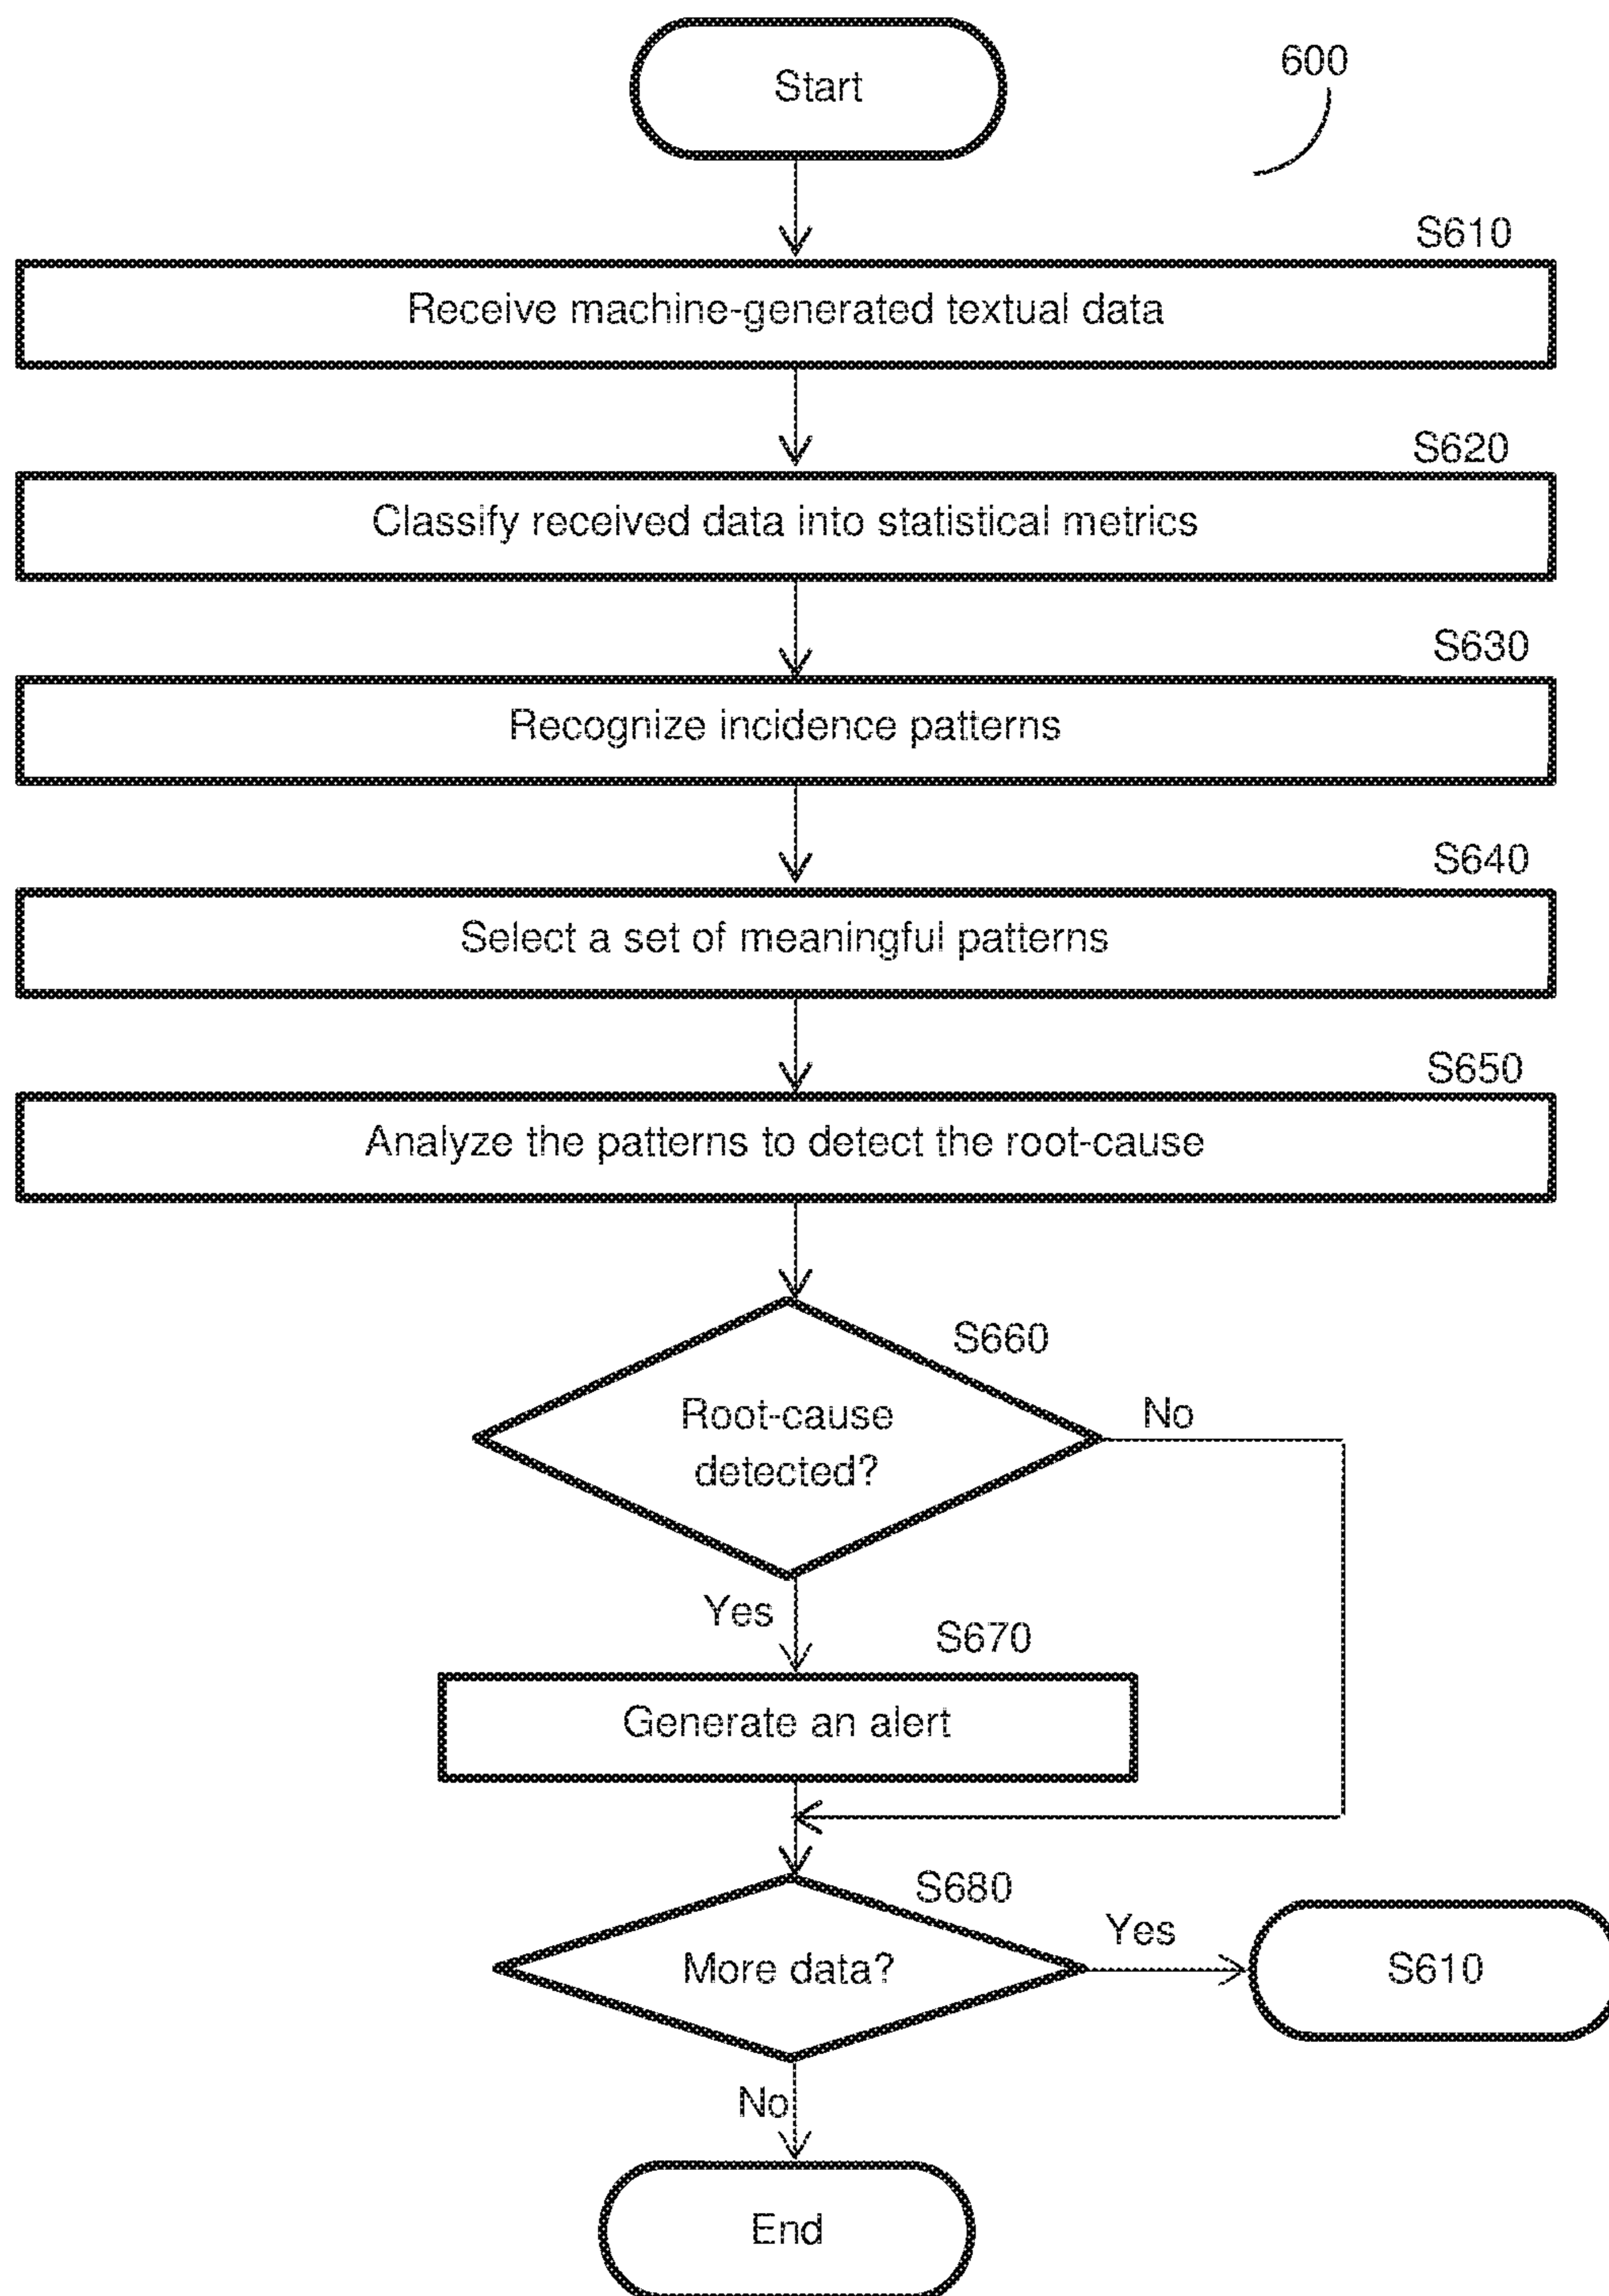 Start
600
S610
Receive machine-generated textual data
S620
Classify received data into statistical metrics
S630
Recognize incidence patterns
S640
Select a set of meaningful patterns
S650
Analyze the patterns to detect the root-cause
S660
Root-cause
detected?
No
Yes
S670
Generate an alert
S680
More data?
Yes
S610
No
End